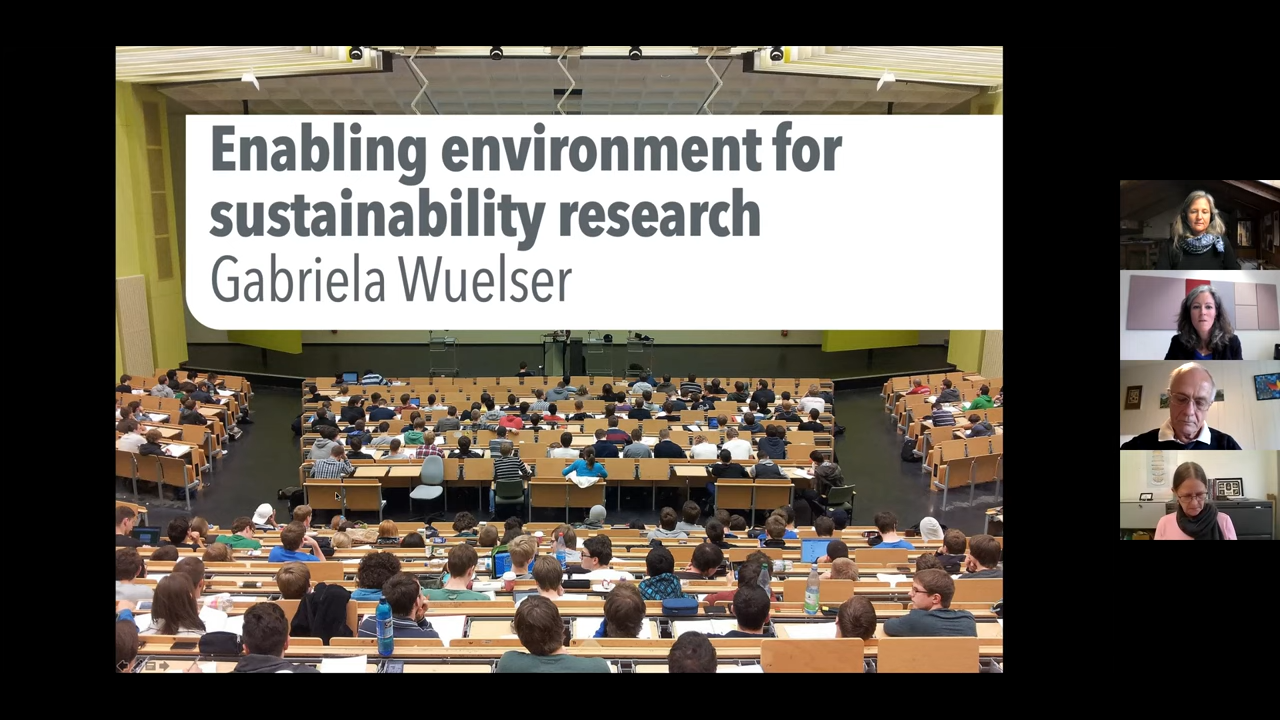 Enabling environment for
sustainability research
Gabriela Wuelser